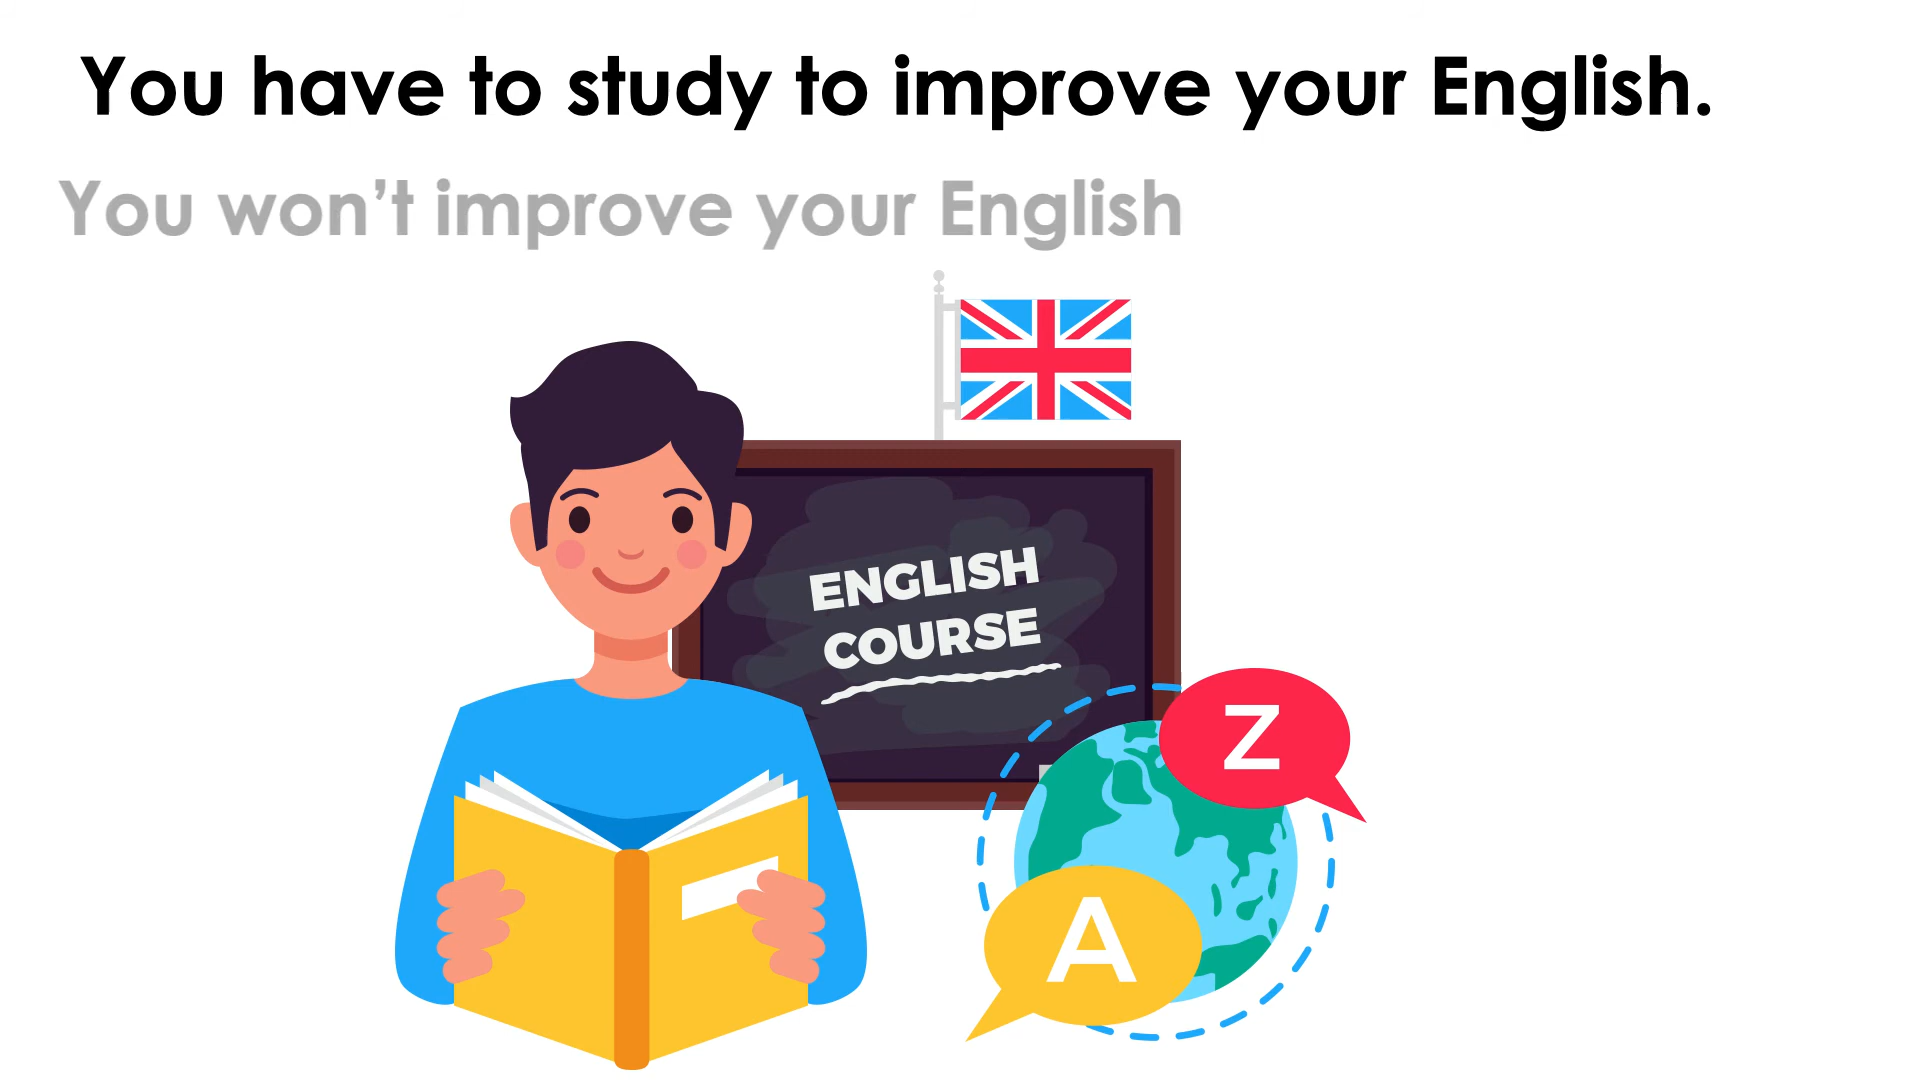 You have to study to improve your English.
You won’t improve your English
ENGLISH
COURSE
Z
A